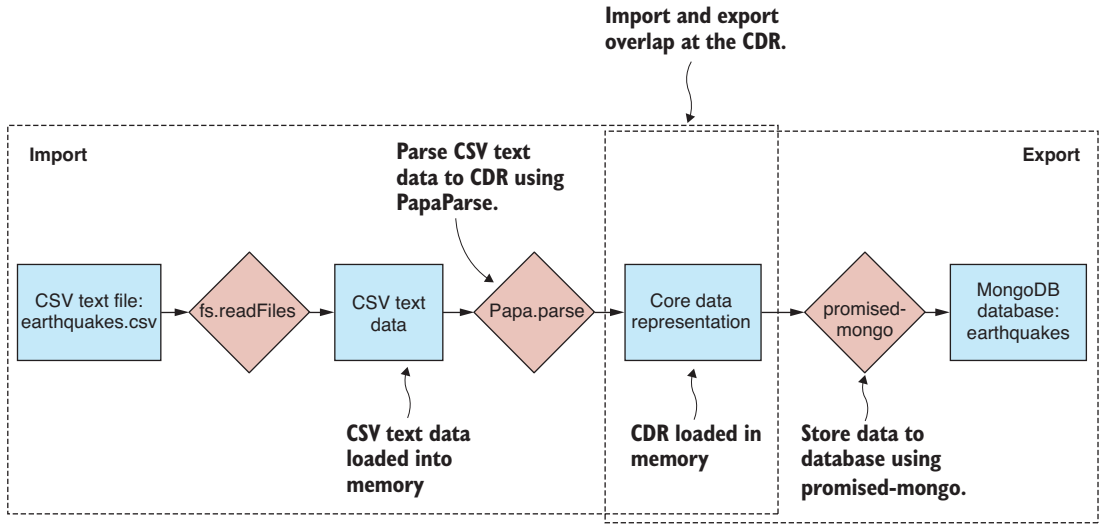 Import and export
overlap at the CDR.
Import
Export
Parse CSV text
data to CDR using
PapaParse.
CSV text file:
earthquakes.csv
fs.readFiles
CSV text
data
Papa.parse
Core data
representation
promised-
mongo
MongoDB
database:
earthquakes
CSV text data
loaded into
memory
CDR loaded in
memory
Store data to
database using
promised-mongo.